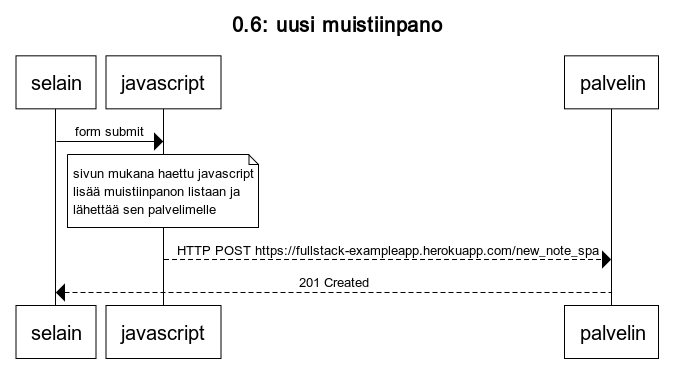 0.6: uusi muistiinpano
selain
javascript
palvelin
form submit
sivun mukana haettu javascript
lisää muistiinpanon listaan ja
lähettää sen palvelimelle
HTTP POST https://fullstack-exampleapp.herokuapp.com/new_note_spa
201 Created
selain
javascript
palvelin